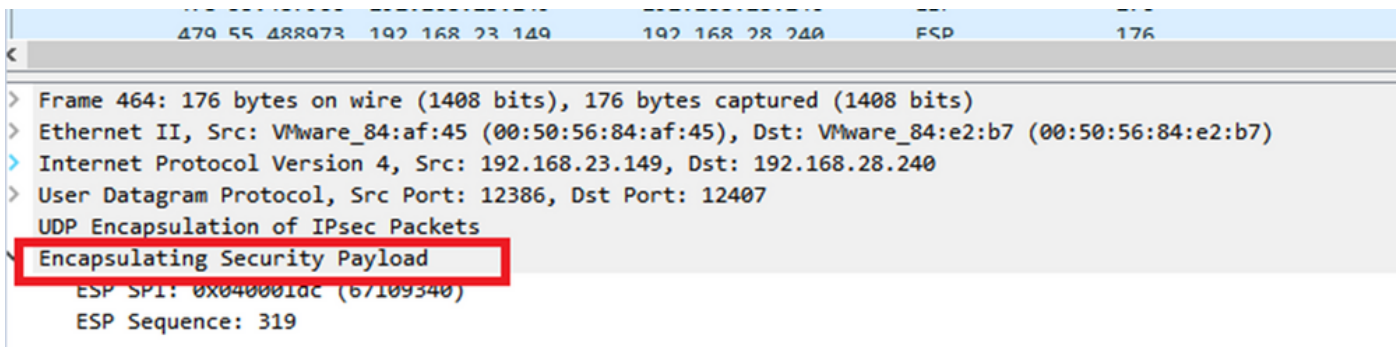 479 55.488973 192.168.23.149 192.168.28.240 ESP 176
Frame 464: 176 bytes on wire (1408 bits), 176 bytes captured (1408 bits)
Ethernet II, Src: VMware_84:af:45 (00:50:56:84:af:45), Dst: VMware_84:e2:b7 (00:50:56:84:e2:b7)
Internet Protocol Version 4, Src: 192.168.23.149, Dst: 192.168.28.240
User Datagram Protocol, Src Port: 12386, Dst Port: 12407
UDP Encapsulation of IPsec Packets
Encapsulating Security Payload
ESP SPI: 0x040001dc (67109340)
ESP Sequence: 319